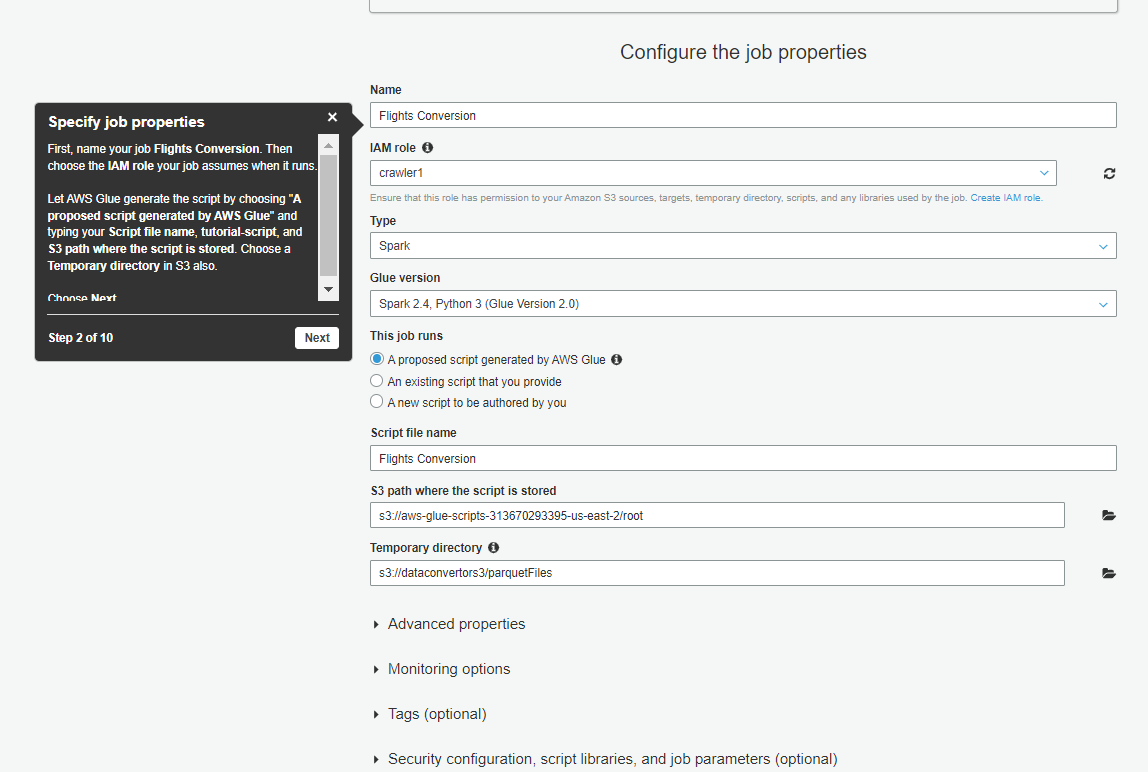 Configure the job properties
Specify job properties
First, name your job Flights Conversion. Then
choose the IAM role your job assumes when it runs.
Let AWS Glue generate the script by choosing "A
proposed script generated by AWS Glue" and
typing your Script file name, tutorial-script, and
S3 path where the script is stored. Choose a
Temporary directory in S3 also.
Choose Next
Step 2 of 10
Next
Name
Flights Conversion
IAM role
crawler1
Ensure that this role has permission to your Amazon S3 sources, targets, temporary directory, scripts, and any libraries used by the job. Create IAM role.
Type
Spark
Glue version
Spark 2.4, Python 3 (Glue Version 2.0)
This job runs
A proposed script generated by AWS Glue
An existing script that you provide
A new script to be authored by you
Script file name
Flights Conversion
S3 path where the script is stored
s3://aws-glue-scripts-313670293395-us-east-2/root
Temporary directory
s3://dataconvertors3/parquetFiles
Advanced properties
Monitoring options
Tags (optional)
Security configuration, script libraries, and job parameters (optional)